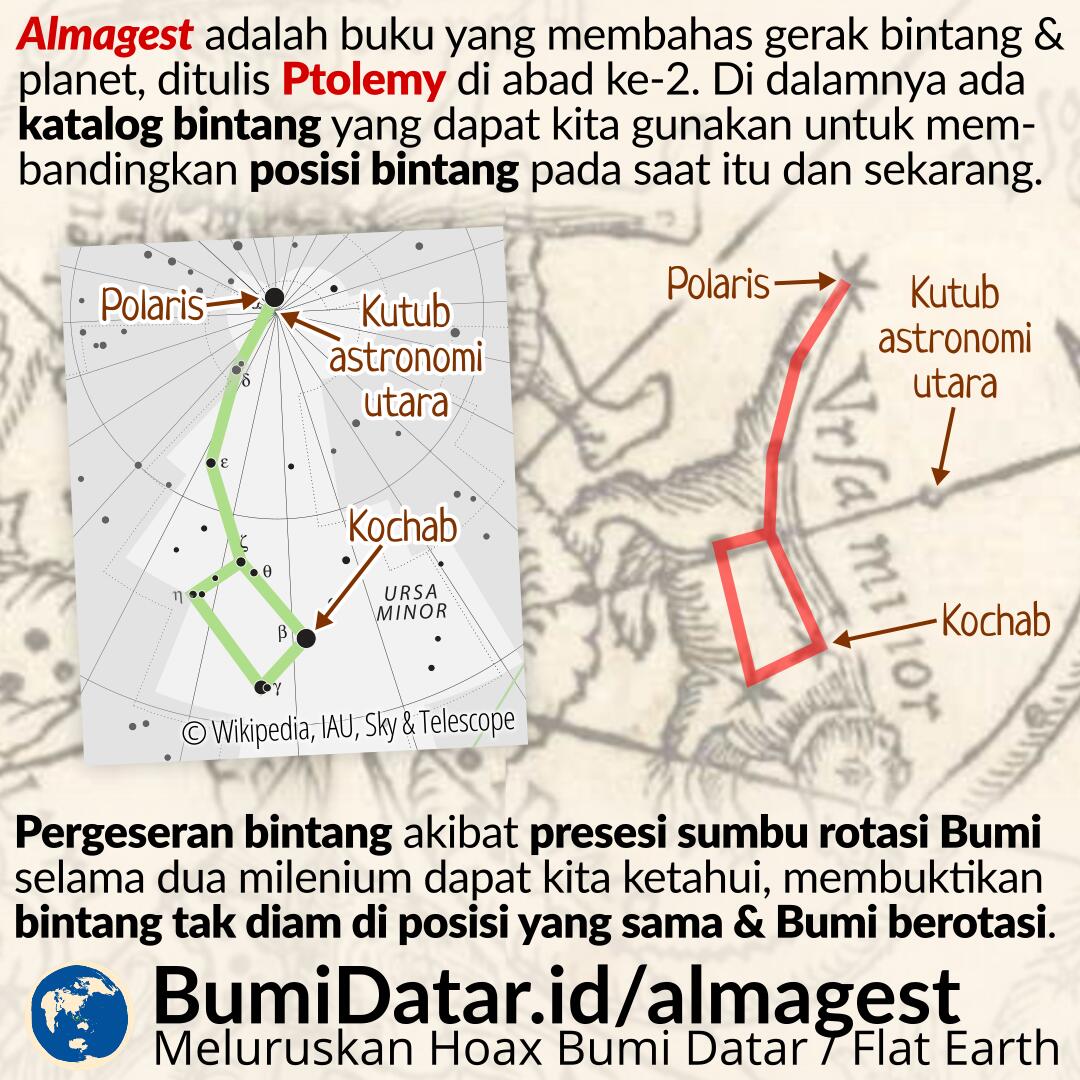 Almagest adalah buku yang membahas gerak bintang &
planet, ditulis Ptolemy di abad ke-2. Di dalamnya ada
katalog bintang yang dapat kita gunakan untuk mem-
bandingkan posisi bintang pada saat itu dan sekarang.
Polaris
Kutub
astronomi
utara
δ
ε
ζ
θ
η
Kochab
β
URSA
MINOR
γ
© Wikipedia, IAU, Sky & Telescope
Polaris
Kutub
astronomi
utara
Vrſa minor
Kochab
Pergeseran bintang akibat presesi sumbu rotasi Bumi
selama dua milenium dapat kita ketahui, membuktikan
bintang tak diam di posisi yang sama & Bumi berotasi.
BumiDatar.id/almagest
Meluruskan Hoax Bumi Datar / Flat Earth